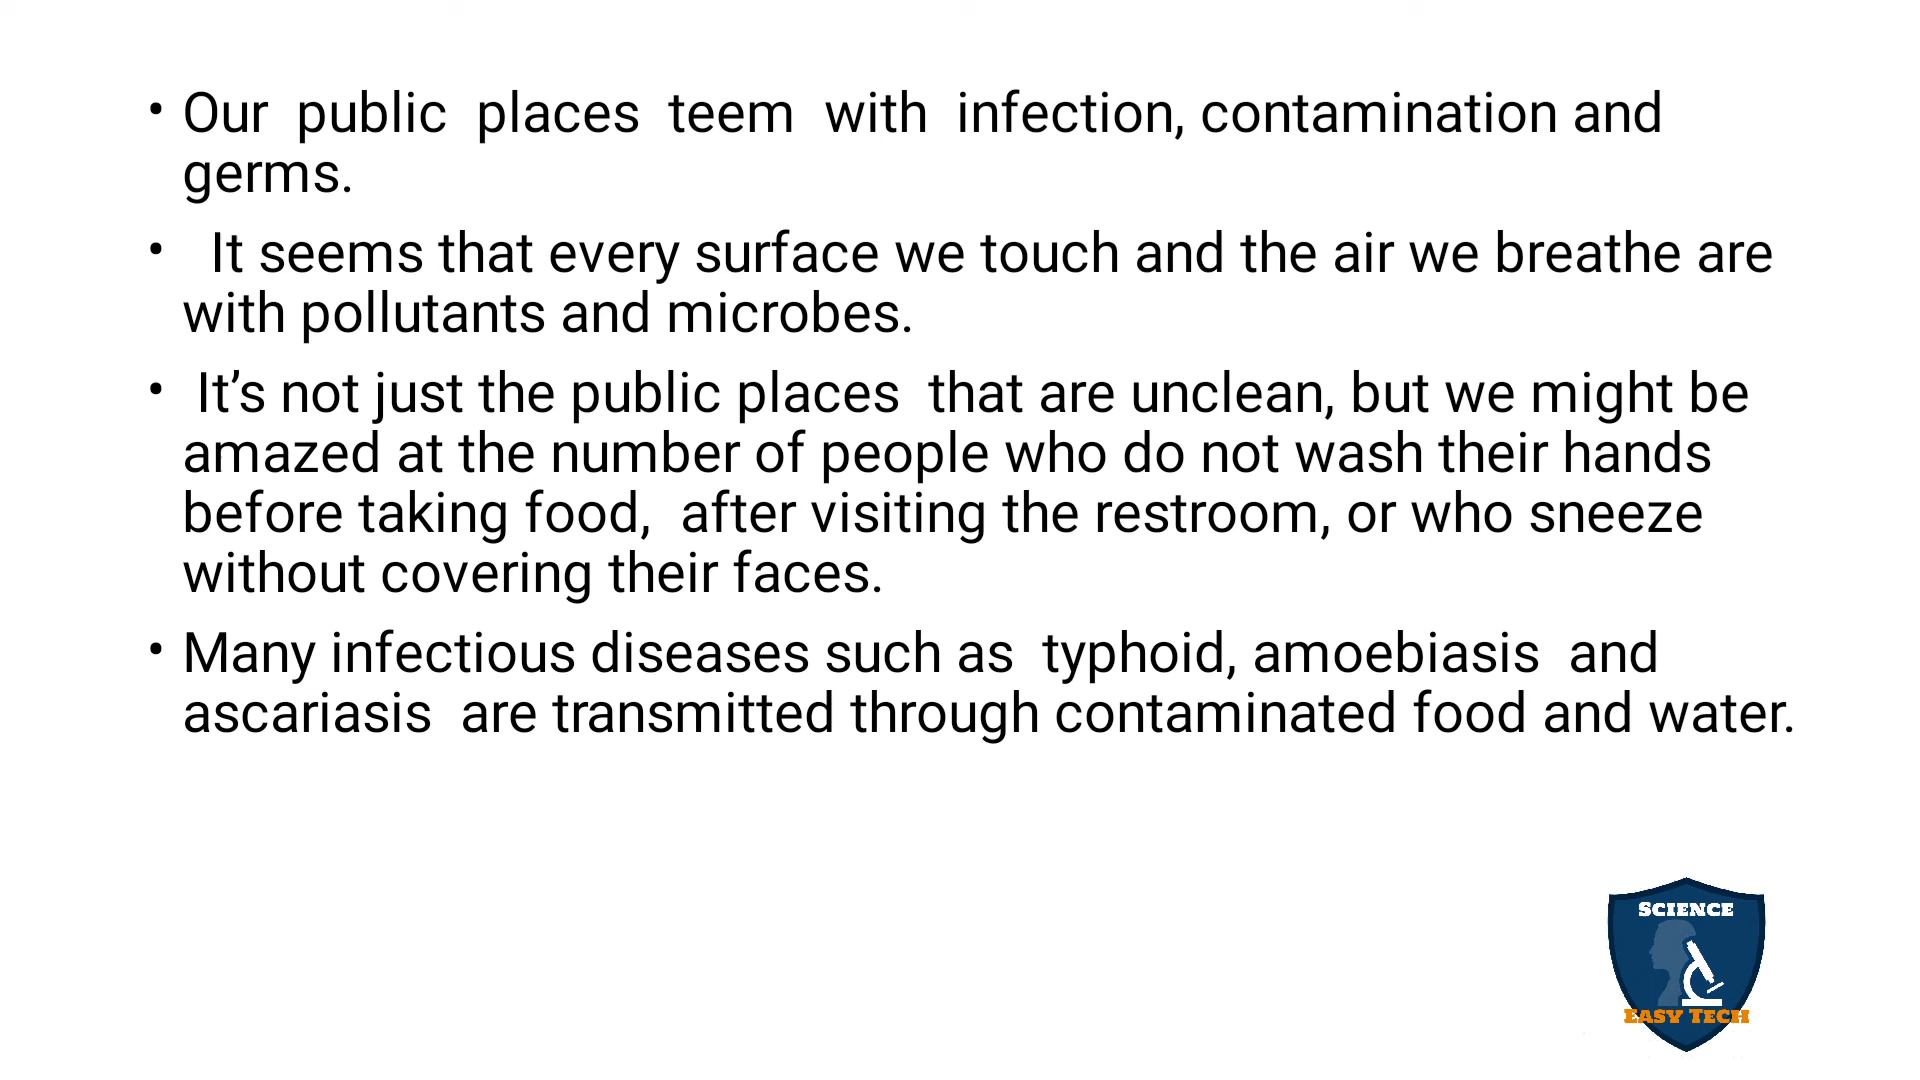 • Our public places teem with infection, contamination and
germs.
• It seems that every surface we touch and the air we breathe are
with pollutants and microbes.
• It’s not just the public places that are unclean, but we might be
amazed at the number of people who do not wash their hands
before taking food, after visiting the restroom, or who sneeze
without covering their faces.
• Many infectious diseases such as typhoid, amoebiasis and
ascariasis are transmitted through contaminated food and water.
SCIENCE
EASY TECH